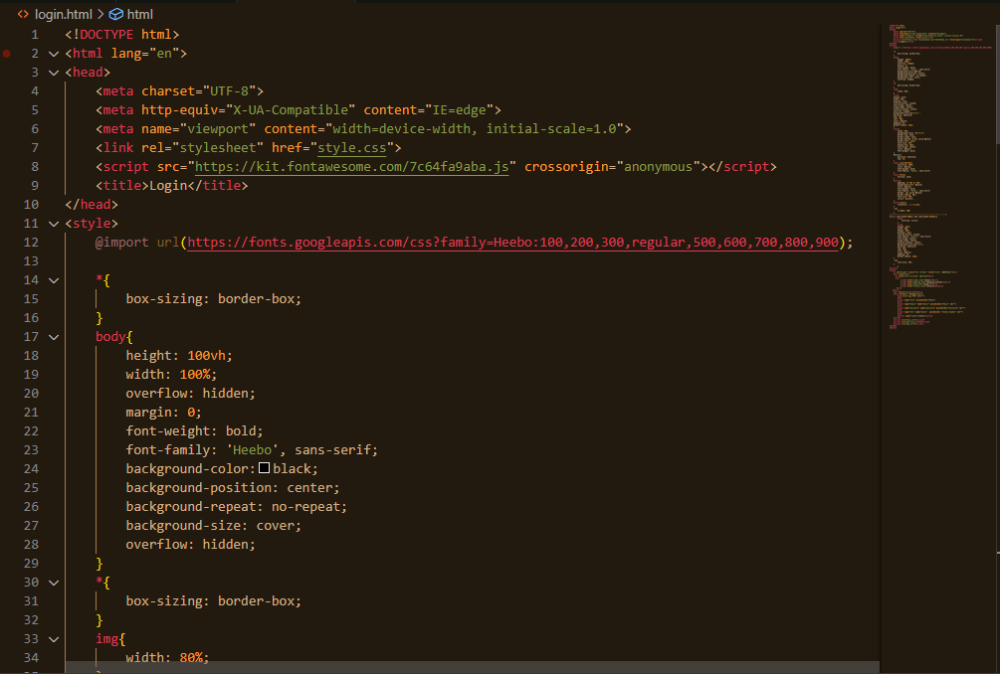 login.html > html
1 <!DOCTYPE html>
2 <html lang="en">
3 <head>
4 <meta charset="UTF-8">
5 <meta http-equiv="X-UA-Compatible" content="IE=edge">
6 <meta name="viewport" content="width=device-width, initial-scale=1.0">
7 <link rel="stylesheet" href="style.css">
8 <script src="https://kit.fontawesome.com/7c64fa9aba.js" crossorigin="anonymous"></script>
9 <title>Login</title>
10 </head>
11 <style>
12 @import url(https://fonts.googleapis.com/css?family=Heebo:100,200,300,regular,500,600,700,800,900);
13
14 *{
15 box-sizing: border-box;
16 }
17 body{
18 height: 100vh;
19 width: 100%;
20 overflow: hidden;
21 margin: 0;
22 font-weight: bold;
23 font-family: 'Heebo', sans-serif;
24 background-color: black;
25 background-position: center;
26 background-repeat: no-repeat;
27 background-size: cover;
28 overflow: hidden;
29 }
30 *{
31 box-sizing: border-box;
32 }
33 img{
34 width: 80%;